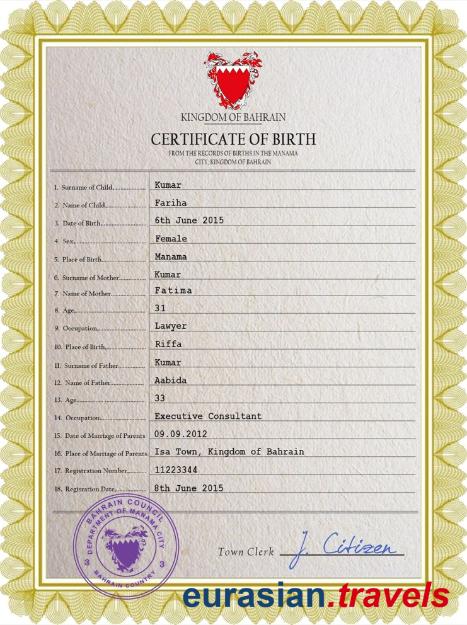 KINGDOM OF BAHRAIN
CERTIFICATE OF BIRTH
FROM THE RECORDS OF BIRTHS IN THE MANAMA
CITY, KINGDOM OF BAHRAIN
1. Surname of Child Kumar
2. Name of Child Fariha
3. Date of Birth 6th June 2015
4. Sex Female
5. Place of Birth Manama
6. Surname of Mother Kumar
7. Name of Mother Fatima
8. Age 31
9. Occupation Lawyer
10. Place of Birth Riffa
11. Surname of Father Kumar
12. Name of Father Aabida
13. Age 33
14. Occupation Executive Consultant
15. Date of Marriage of Parents 09.09.2012
16. Place of Marriage of Parents Isa Town, Kingdom of Bahrain
17. Registration Number 11223344
18. Registration Date 8th June 2015
BAHRAIN COUNCIL
DEPARTMENT OF MANAMA CITY
3 3
BAHRAIN COUNTRY
Town Clerk J. Citizen
eurasian.travels